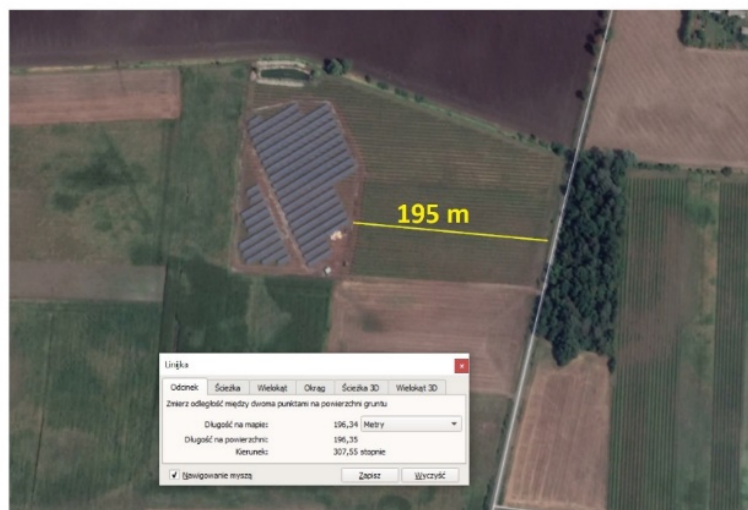 195 m
Linijka
Odcinek Ścieżka Wielokąt Okrąg Ścieżka 3D Wielokąt 3D
Zmierz odległość między dwoma punktami na powierzchni gruntu
Długość na mapie: 196,34 Metry
Długość na powierzchni: 196,35
Kierunek: 307,55 stopnie
Nawigowanie myszą Zapisz Wyczyść